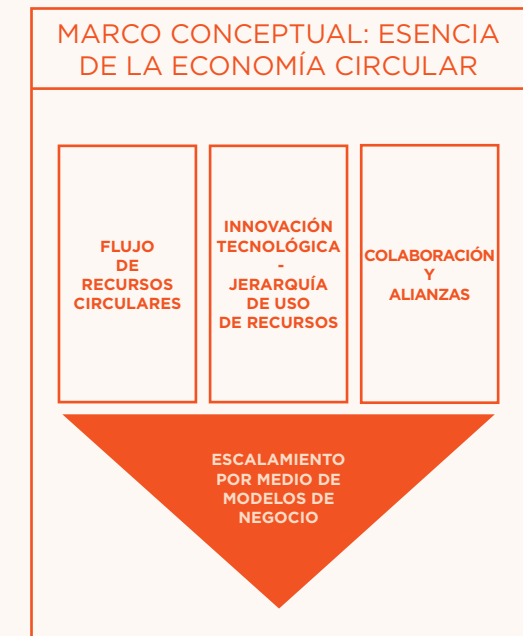 MARCO CONCEPTUAL: ESENCIA
DE LA ECONOMÍA CIRCULAR
FLUJO
DE
RECURSOS
CIRCULARES
INNOVACIÓN
TECNOLÓGICA
-
JERARQUÍA
DE USO
DE RECURSOS
COLABORACIÓN
Y
ALIANZAS
ESCALAMIENTO
POR MEDIO DE
MODELOS DE
NEGOCIO